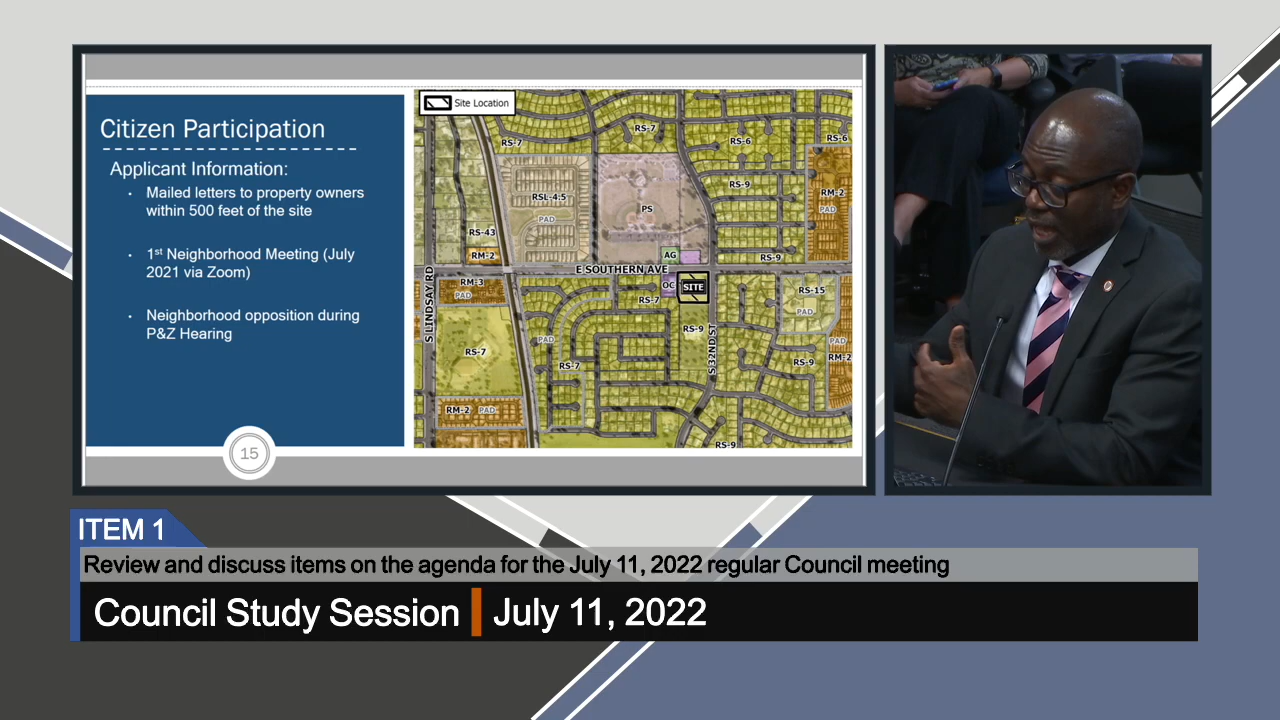 Citizen Participation
Applicant Information:
• Mailed letters to property owners
within 500 feet of the site
• 1st Neighborhood Meeting (July
2021 via Zoom)
• Neighborhood opposition during
P&Z Hearing
15
Site Location
RS-7
RS-7
RS-6
RS-6
RSL-4.5
PAD
PS
RS-9
RM-2
PAD
RS-43
RM-2
AG
RS-9
E SOUTHERN AVE
S LINDSAY RD
RM-3
PAD
OC
SITE
RS-7
RS-15
PAD
RS-9
S 32ND ST
PAD
RS-7
RS-7
RS-9
PAD
RM-2
RM-2
PAD
RS-9
ITEM 1
Review and discuss items on the agenda for the July 11, 2022 regular Council meeting
Council Study Session
July 11, 2022